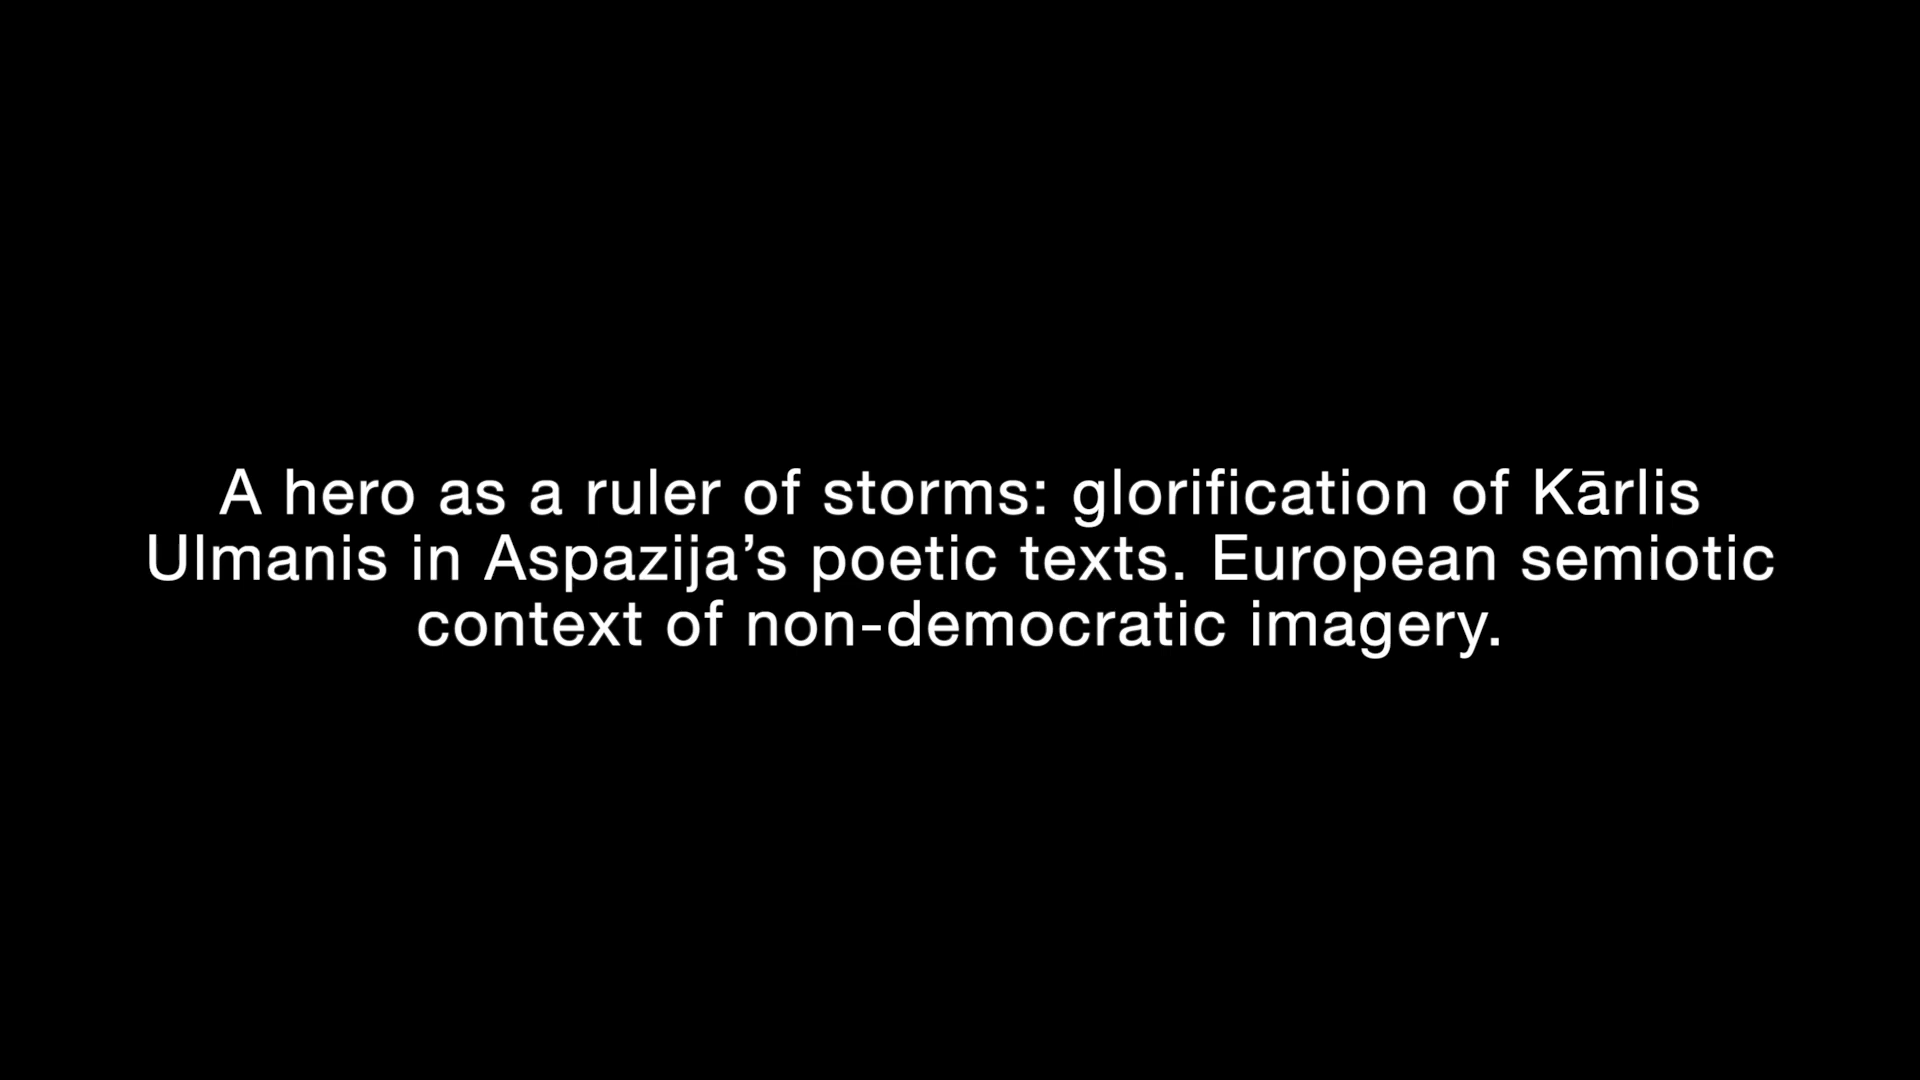 A hero as a ruler of storms: glorification of Kārlis
Ulmanis in Aspazija’s poetic texts. European semiotic
context of non-democratic imagery.